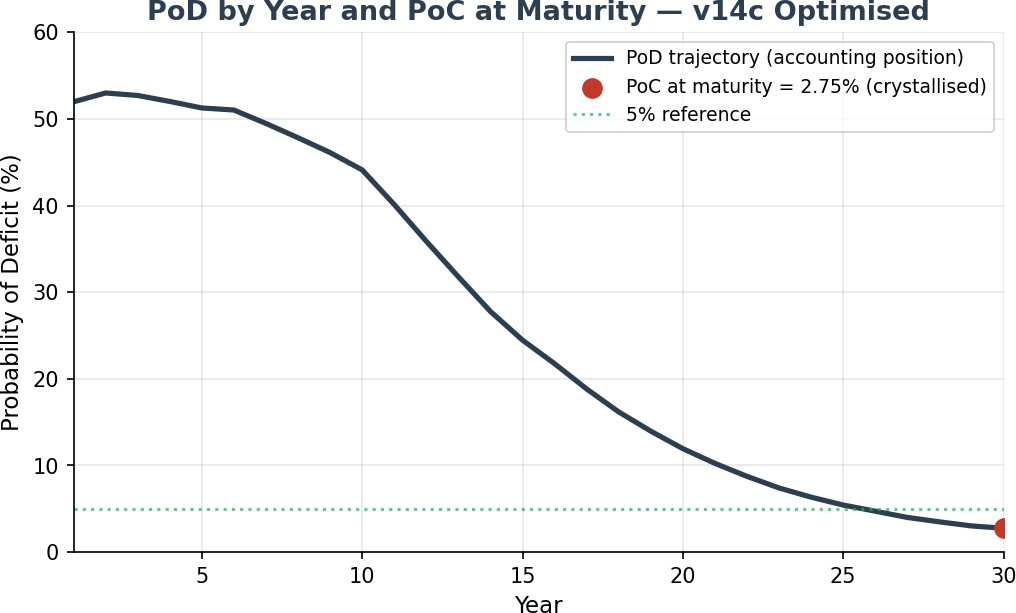 PoD by Year and PoC at Maturity — v14c Optimised
PoD trajectory (accounting position)
PoC at maturity = 2.75% (crystallised)
5% reference
Probability of Deficit (%)
60
50
40
30
20
10
0
5
10
15
20
25
30
Year